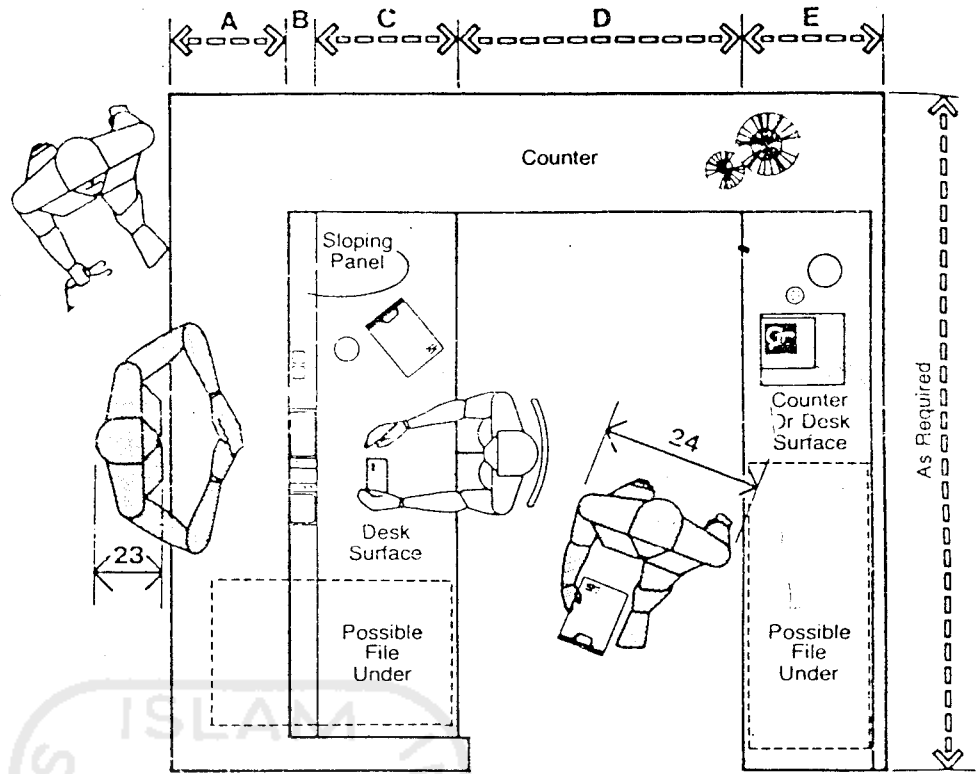 A B C D E
Counter
Sloping
Panel
Counter
Or Desk
Surface
As Required
24
Desk
Surface
23
Possible
File
Under
Possible
File
Under
ISLAM
S